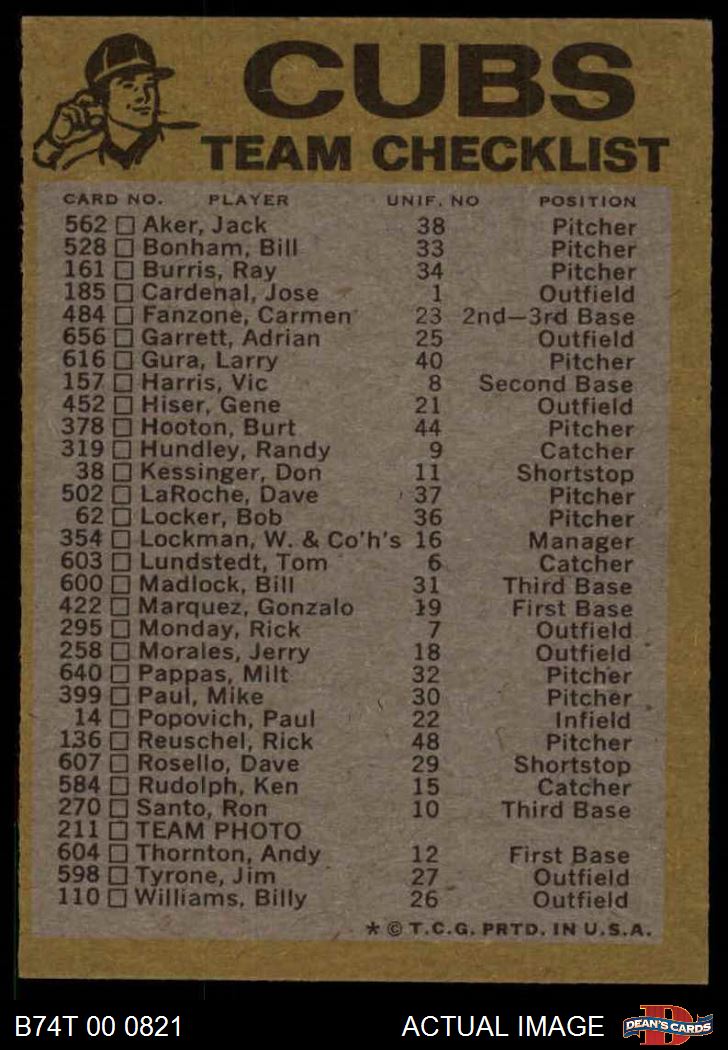 CUBS
TEAM CHECKLIST
CARD NO. PLAYER UNIF. NO POSITION
562 Aker, Jack 38 Pitcher
528 Bonham, Bill 33 Pitcher
161 Burris, Ray 34 Pitcher
185 Cardenal, Jose 1 Outfield
484 Fanzone, Carmen 23 2nd—3rd Base
656 Garrett, Adrian 25 Outfield
616 Gura, Larry 40 Pitcher
157 Harris, Vic 8 Second Base
452 Hiser, Gene 21 Outfield
378 Hooton, Burt 44 Pitcher
319 Hundley, Randy 9 Catcher
38 Kessinger, Don 11 Shortstop
502 LaRoche, Dave 37 Pitcher
62 Locker, Bob 36 Pitcher
354 Lockman, W. & Co'h's 16 Manager
603 Lundstedt, Tom 6 Catcher
600 Madlock, Bill 31 Third Base
422 Marquez, Gonzalo 19 First Base
295 Monday, Rick 7 Outfield
258 Morales, Jerry 18 Outfield
640 Pappas, Milt 32 Pitcher
399 Paul, Mike 30 Pitcher
14 Popovich, Paul 22 Infield
136 Reuschel, Rick 48 Pitcher
607 Rosello, Dave 29 Shortstop
584 Rudolph, Ken 15 Catcher
270 Santo, Ron 10 Third Base
211 TEAM PHOTO
604 Thornton, Andy 12 First Base
598 Tyrone, Jim 27 Outfield
110 Williams, Billy 26 Outfield
* © T.C.G. PRTD. IN U.S.A.
B74T 00 0821 ACTUAL IMAGE D DEAN'S CARDS